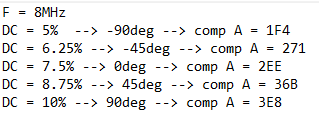 F = 8MHz
DC = 5%  --> -90deg --> comp A = 1F4
DC = 6.25% --> -45deg --> comp A = 271
DC = 7.5% --> 0deg --> comp A = 2EE
DC = 8.75% --> 45deg --> comp A = 36B
DC = 10% --> 90deg --> comp A = 3E8